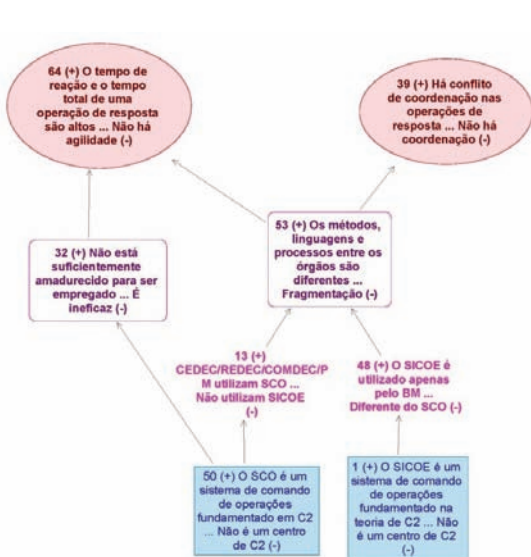 64 (+) O tempo de
reação e o tempo
total de uma
operação de resposta
são altos ... Não há
agilidade (-)
39 (+) Há conflito
de coordenação nas
operações de
resposta ... Não há
coordenação (-)
53 (+) Os métodos,
linguagens e
processos entre os
órgãos são
diferentes ...
Fragmentação (-)
32 (+) Não está
suficientemente
amadurecido para ser
empregado ... É
ineficaz (-)
13 (+)
CEDEC/REDEC/COMDEC/P
M utilizam SCO ...
Não utilizam SICOE
(-)
48 (+) O SICOE é
utilizado apenas
pelo BM ...
Diferente do SCO (-)
50 (+) O SCO é um
sistema de comando
de operações
fundamentado em C2
... Não é um centro
de C2 (-)
1 (+) O SICOE é um
sistema de comando
de operações
fundamentado na
teoria de C2 ... Não
é um centro de C2
(-)